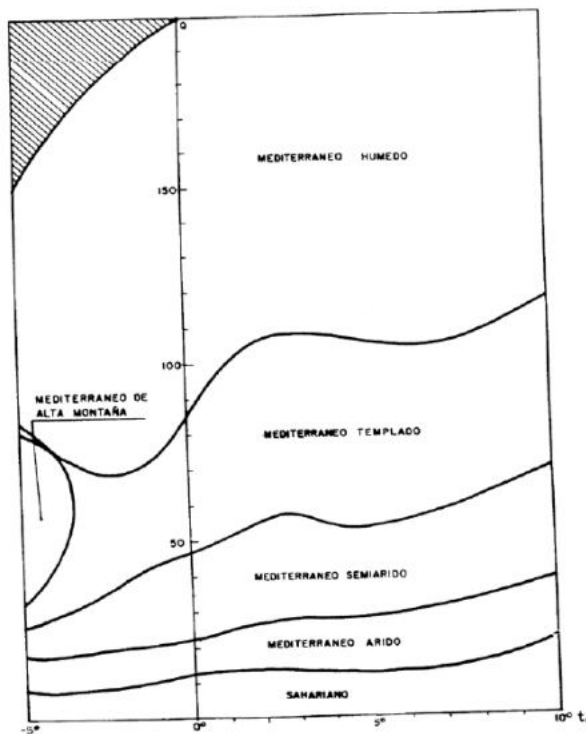 Q
MEDITERRANEO HUMEDO
150
100
MEDITERRANEO DE
ALTA MONTAÑA
MEDITERRANEO TEMPLADO
50
MEDITERRANEO SEMIARIDO
MEDITERRANEO ARIDO
SAHARIANO
-5° 0° 5° 10° t.